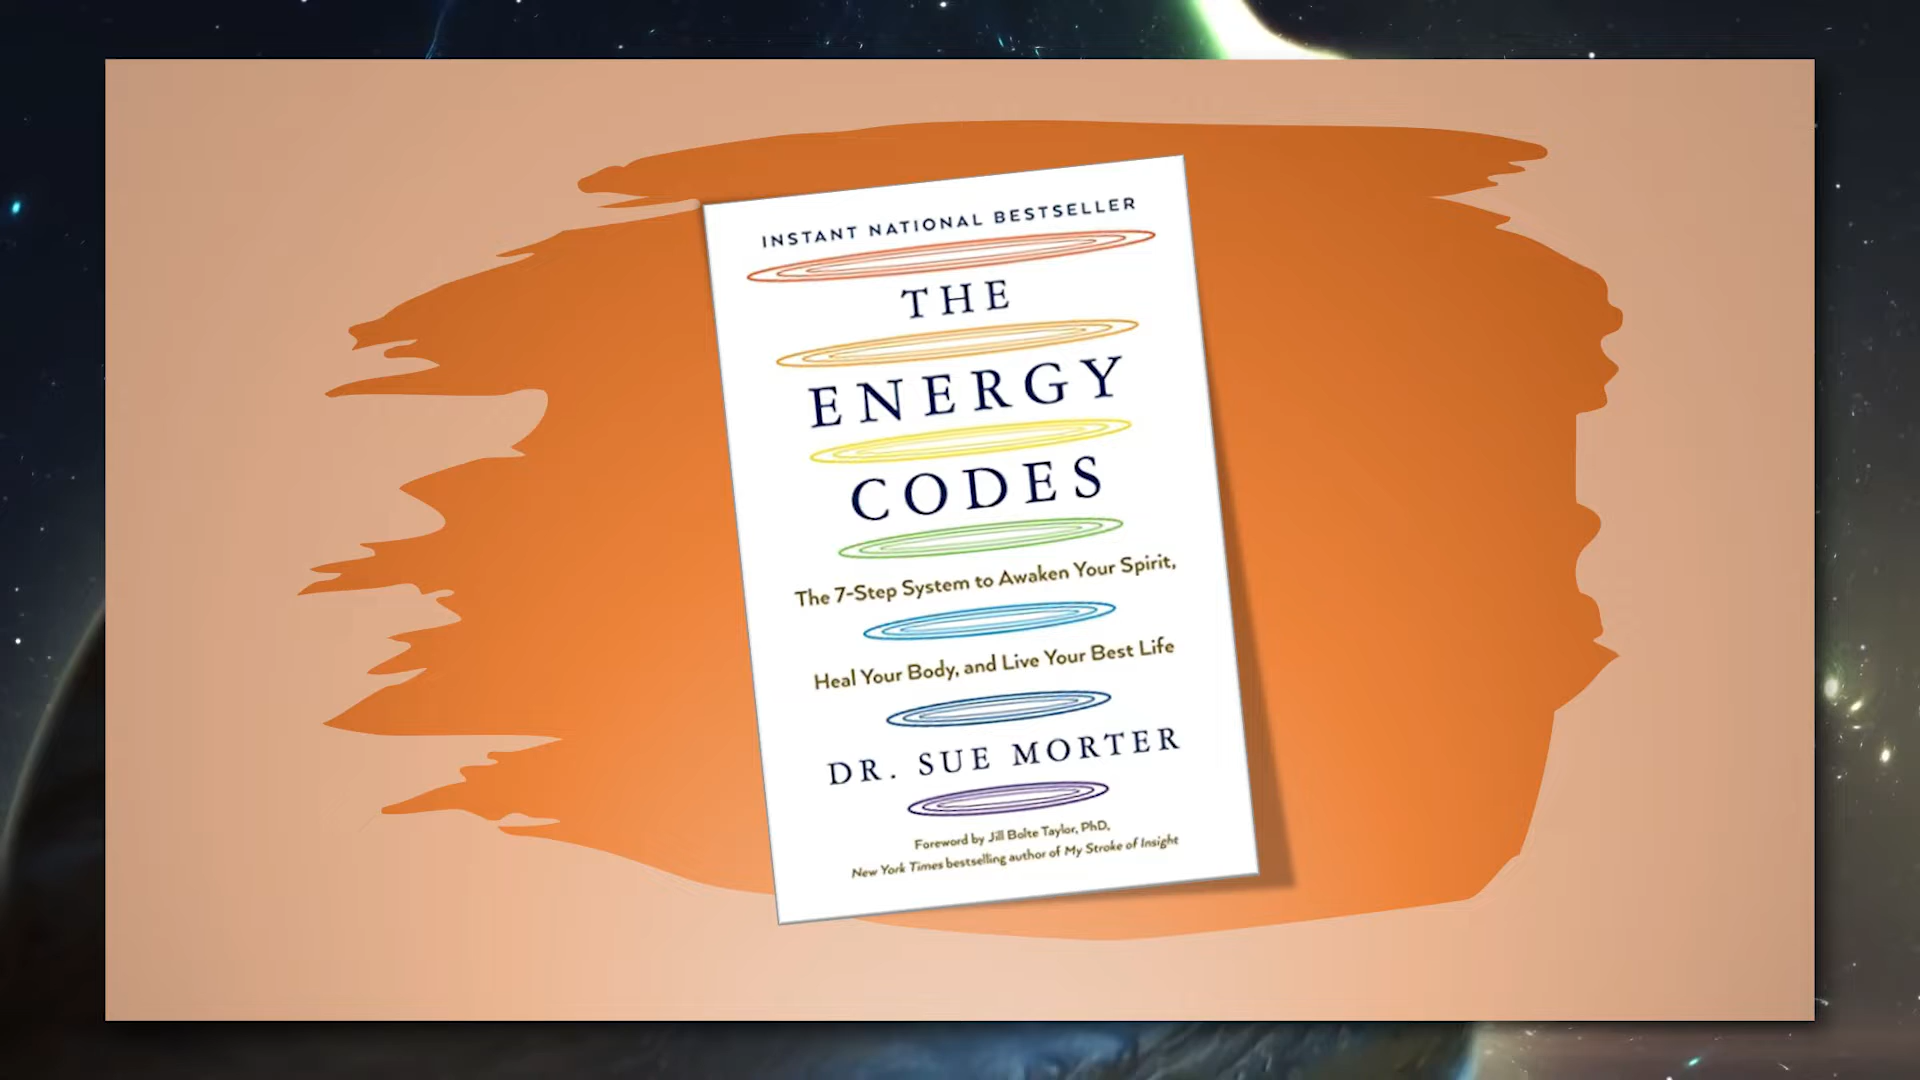 INSTANT NATIONAL BESTSELLER
THE
ENERGY
CODES
The 7-Step System to Awaken Your Spirit,
Heal Your Body, and Live Your Best Life
DR. SUE MORTER
Foreword by Jill Bolte Taylor, PhD,
New York Times bestselling author of My Stroke of Insight